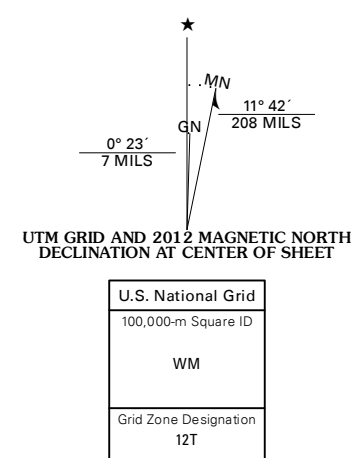 ★
MN
GN
11° 42´
208 MILS
0° 23´
7 MILS
UTM GRID AND 2012 MAGNETIC NORTH
DECLINATION AT CENTER OF SHEET
U.S. National Grid
100,000-m Square ID
WM
Grid Zone Designation
12T